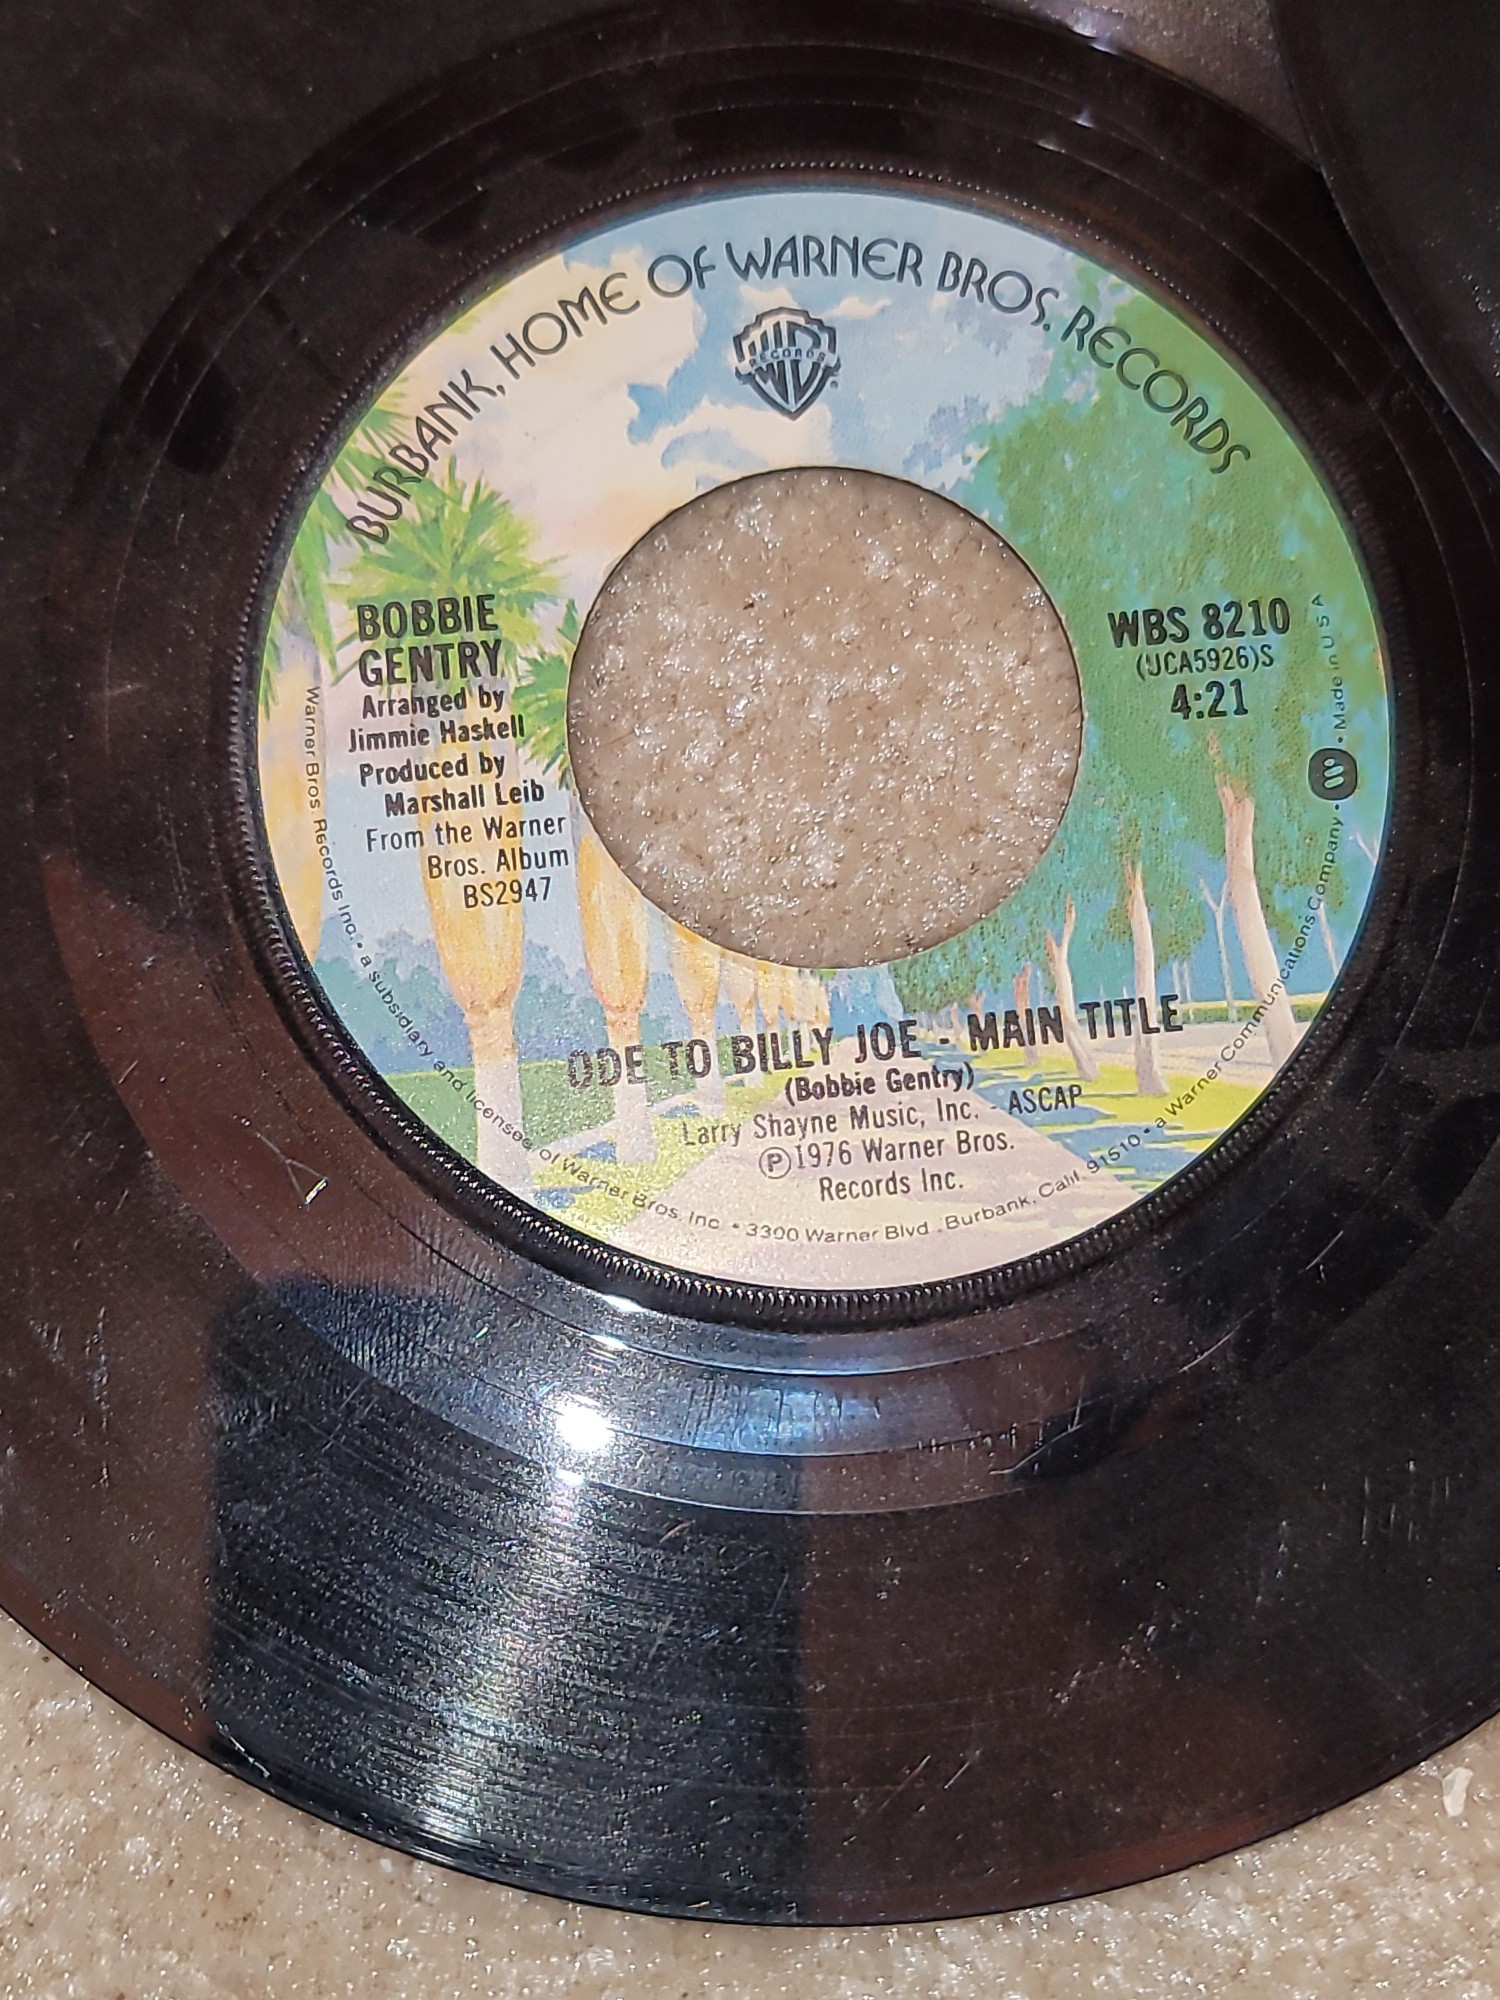 BURBANK, HOME OF WARNER BROS. RECORDS
WB
RECORDS
BOBBIE
GENTRY
Arranged by
Jimmie Haskell
Produced by
Marshall Leib
From the Warner
Bros. Album
BS2947
WBS 8210
(UCA5926)S
4:21
ODE TO BILLY JOE - MAIN TITLE
(Bobbie Gentry)
Larry Shayne Music, Inc. - ASCAP
Ⓟ1976 Warner Bros.
Records Inc.
Warner Bros. Records Inc. • a subsidiary and licensee of Warner Bros. Inc. • 3300 Warner Blvd., Burbank, Calif. 91510 • a Warner Communications Company • W • Made in U S A